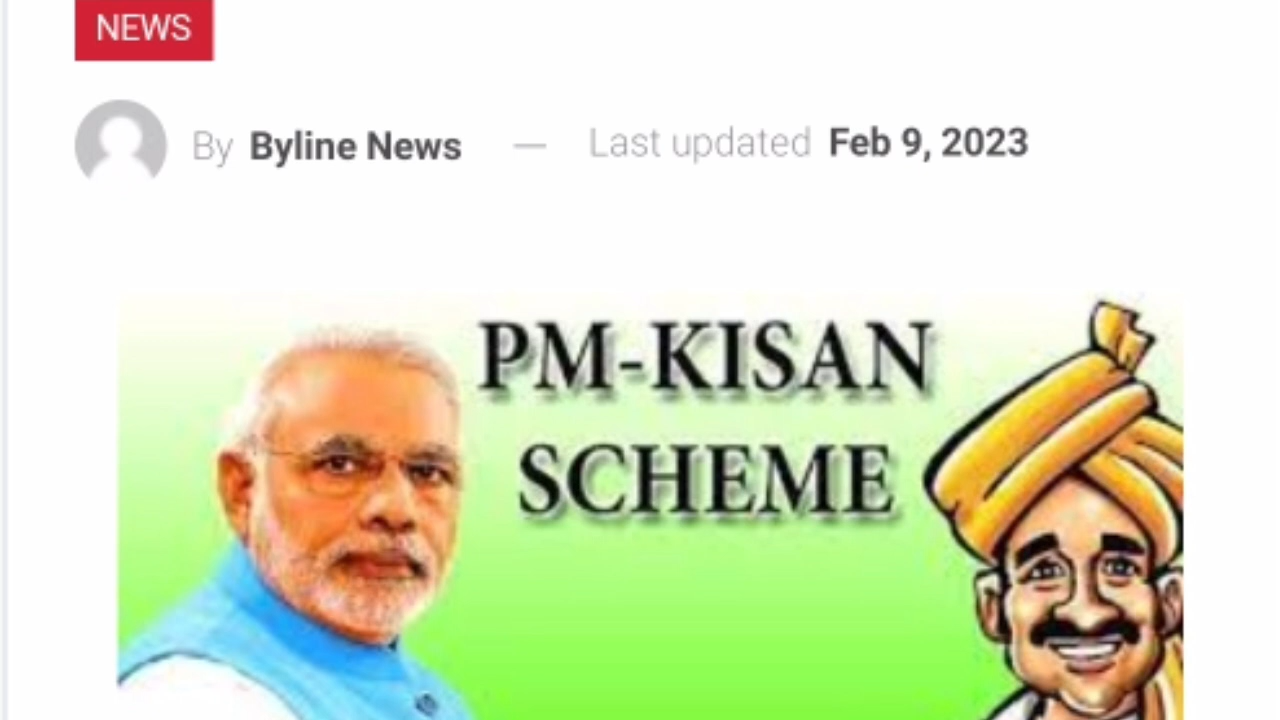 NEWS
By Byline News — Last updated Feb 9, 2023
PM-KISAN
SCHEME